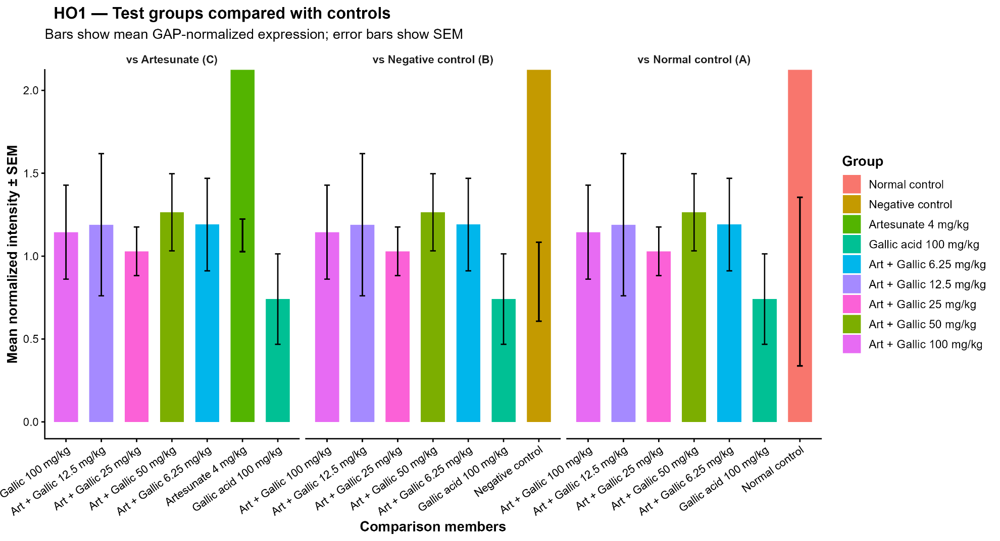 HO1 — Test groups compared with controls
Bars show mean GAP-normalized expression; error bars show SEM
vs Artesunate (C)
vs Negative control (B)
vs Normal control (A)
Mean normalized intensity ± SEM
2.0
1.5
1.0
0.5
0.0
Gallic 100 mg/kg
Art + Gallic 12.5 mg/kg
Art + Gallic 25 mg/kg
Art + Gallic 50 mg/kg
Art + Gallic 6.25 mg/kg
Artesunate 4 mg/kg
Gallic acid 100 mg/kg
Art + Gallic 100 mg/kg
Art + Gallic 12.5 mg/kg
Art + Gallic 25 mg/kg
Art + Gallic 50 mg/kg
Art + Gallic 6.25 mg/kg
Gallic acid 100 mg/kg
Negative control
Art + Gallic 100 mg/kg
Art + Gallic 12.5 mg/kg
Art + Gallic 25 mg/kg
Art + Gallic 50 mg/kg
Art + Gallic 6.25 mg/kg
Gallic acid 100 mg/kg
Normal control
Comparison members
Group
Normal control
Negative control
Artesunate 4 mg/kg
Gallic acid 100 mg/kg
Art + Gallic 6.25 mg/kg
Art + Gallic 12.5 mg/kg
Art + Gallic 25 mg/kg
Art + Gallic 50 mg/kg
Art + Gallic 100 mg/kg